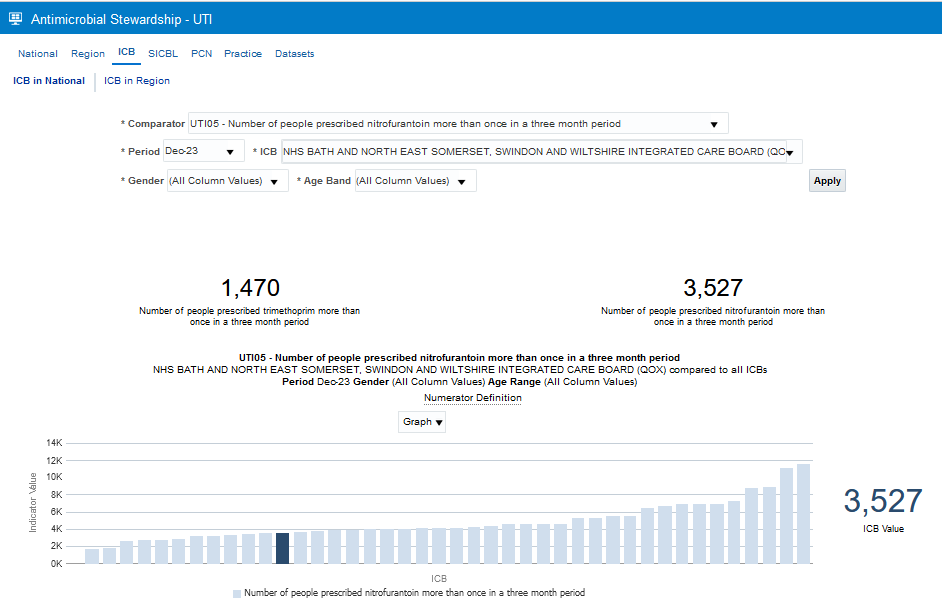 Antimicrobial Stewardship - UTI
National Region ICB SICBL PCN Practice Datasets
ICB in National ICB in Region
* Comparator UTI05 - Number of people prescribed nitrofurantoin more than once in a three month period
* Period Dec-23 * ICB NHS BATH AND NORTH EAST SOMERSET, SWINDON AND WILTSHIRE INTEGRATED CARE BOARD (QO
* Gender (All Column Values) * Age Band (All Column Values) Apply
1,470 3,527
Number of people prescribed trimethoprim more than Number of people prescribed nitrofurantoin more than
once in a three month period once in a three month period
UTI05 - Number of people prescribed nitrofurantoin more than once in a three month period
NHS BATH AND NORTH EAST SOMERSET, SWINDON AND WILTSHIRE INTEGRATED CARE BOARD (QOX) compared to all ICBs
Period Dec-23 Gender (All Column Values) Age Range (All Column Values)
Numerator Definition
Graph
14K
12K
10K
8K
6K
4K
2K
0K
Indicator Value
3,527
ICB Value
ICB
Number of people prescribed nitrofurantoin more than once in a three month period